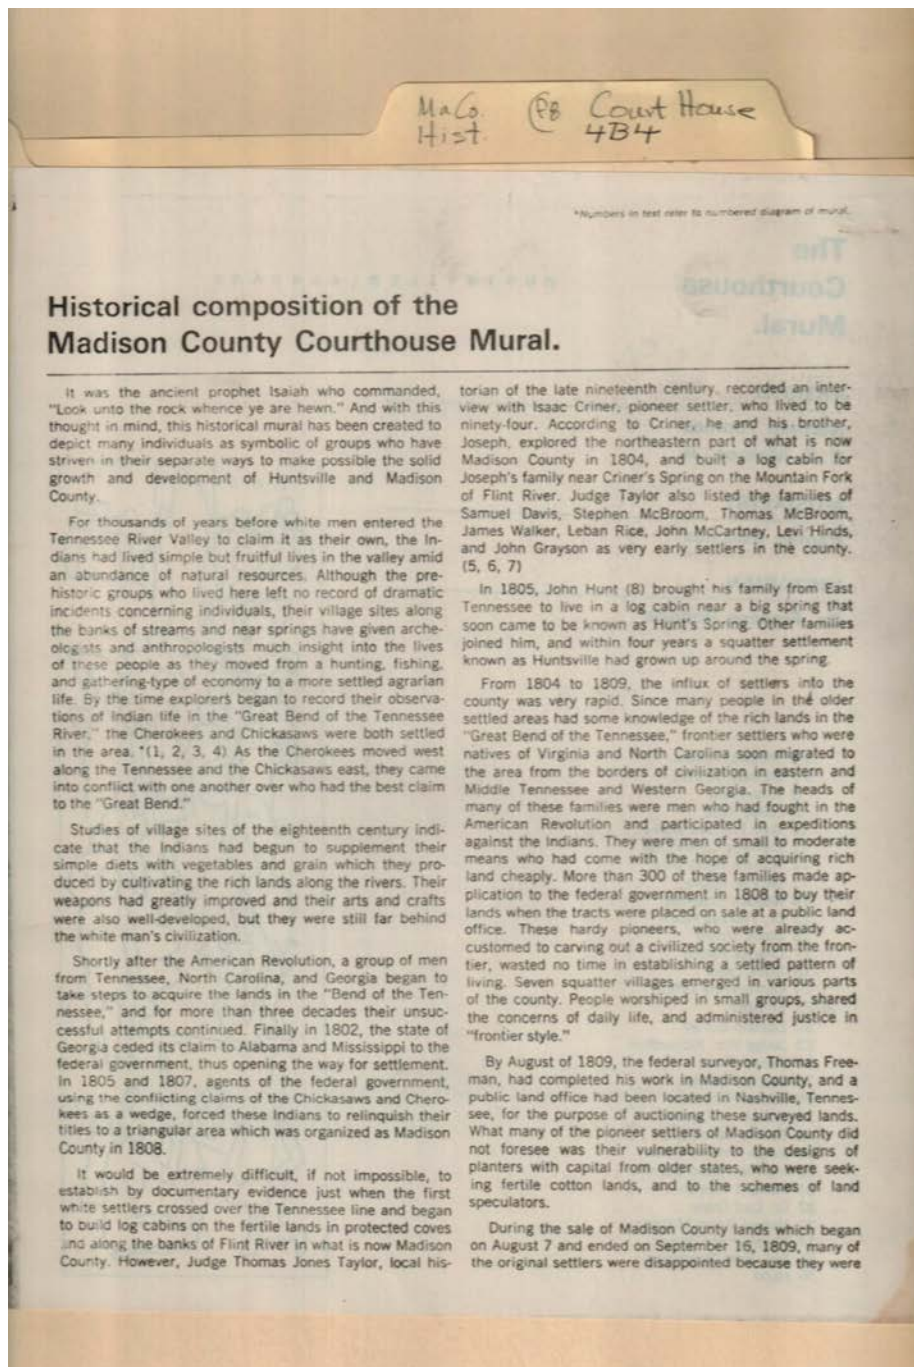 MaCo. P8 Court House
Hist. 4B4
*Numbers in text refer to numbered diagram of mural.
The
Courthouse
Mural.
Historical composition of the
Madison County Courthouse Mural.
It was the ancient prophet Isaiah who commanded,
"Look unto the rock whence ye are hewn." And with this
thought in mind, this historical mural has been created to
depict many individuals as symbolic of groups who have
striven in their separate ways to make possible the solid
growth and development of Huntsville and Madison
County.
For thousands of years before white men entered the
Tennessee River Valley to claim it as their own, the In-
dians had lived simple but fruitful lives in the valley amid
an abundance of natural resources. Although the pre-
historic groups who lived here left no record of dramatic
incidents concerning individuals, their village sites along
the banks of streams and near springs have given arche-
ologists and anthropologists much insight into the lives
of these people as they moved from a hunting, fishing,
and gathering-type of economy to a more settled agrarian
life. By the time explorers began to record their observa-
tions of Indian life in the "Great Bend of the Tennessee
River," the Cherokees and Chickasaws were both settled
in the area. *(1, 2, 3, 4) As the Cherokees moved west
along the Tennessee and the Chickasaws east, they came
into conflict with one another over who had the best claim
to the "Great Bend."
Studies of village sites of the eighteenth century indi-
cate that the Indians had begun to supplement their
simple diets with vegetables and grain which they pro-
duced by cultivating the rich lands along the rivers. Their
weapons had greatly improved and their arts and crafts
were also well-developed, but they were still far behind
the white man's civilization.
Shortly after the American Revolution, a group of men
from Tennessee, North Carolina, and Georgia began to
take steps to acquire the lands in the "Bend of the Ten-
nessee," and for more than three decades their unsuc-
cessful attempts continued. Finally in 1802, the state of
Georgia ceded its claim to Alabama and Mississippi to the
federal government, thus opening the way for settlement.
In 1805 and 1807, agents of the federal government,
using the conflicting claims of the Chickasaws and Chero-
kees as a wedge, forced these Indians to relinquish their
titles to a triangular area which was organized as Madison
County in 1808.
It would be extremely difficult, if not impossible, to
establish by documentary evidence just when the first
white settlers crossed over the Tennessee line and began
to build log cabins on the fertile lands in protected coves
and along the banks of Flint River in what is now Madison
County. However, Judge Thomas Jones Taylor, local his-
torian of the late nineteenth century, recorded an inter-
view with Isaac Criner, pioneer settler, who lived to be
ninety-four. According to Criner, he and his brother,
Joseph, explored the northeastern part of what is now
Madison County in 1804, and built a log cabin for
Joseph's family near Criner's Spring on the Mountain Fork
of Flint River. Judge Taylor also listed the families of
Samuel Davis, Stephen McBroom, Thomas McBroom,
James Walker, Leban Rice, John McCartney, Levi Hinds,
and John Grayson as very early settlers in the county.
(5, 6, 7)
In 1805, John Hunt (8) brought his family from East
Tennessee to live in a log cabin near a big spring that
soon came to be known as Hunt's Spring. Other families
joined him, and within four years a squatter settlement
known as Huntsville had grown up around the spring.
From 1804 to 1809, the influx of settlers into the
county was very rapid. Since many people in the older
settled areas had some knowledge of the rich lands in the
"Great Bend of the Tennessee," frontier settlers who were
natives of Virginia and North Carolina soon migrated to
the area from the borders of civilization in eastern and
Middle Tennessee and Western Georgia. The heads of
many of these families were men who had fought in the
American Revolution and participated in expeditions
against the Indians. They were men of small to moderate
means who had come with the hope of acquiring rich
land cheaply. More than 300 of these families made ap-
plication to the federal government in 1808 to buy their
lands when the tracts were placed on sale at a public land
office. These hardy pioneers, who were already ac-
customed to carving out a civilized society from the fron-
tier, wasted no time in establishing a settled pattern of
living. Seven squatter villages emerged in various parts
of the county. People worshiped in small groups, shared
the concerns of daily life, and administered justice in
"frontier style."
By August of 1809, the federal surveyor, Thomas Free-
man, had completed his work in Madison County, and a
public land office had been located in Nashville, Tennes-
see, for the purpose of auctioning these surveyed lands.
What many of the pioneer settlers of Madison County did
not foresee was their vulnerability to the designs of
planters with capital from older states, who were seek-
ing fertile cotton lands, and to the schemes of land
speculators.
During the sale of Madison County lands which began
on August 7 and ended on September 16, 1809, many of
the original settlers were disappointed because they were